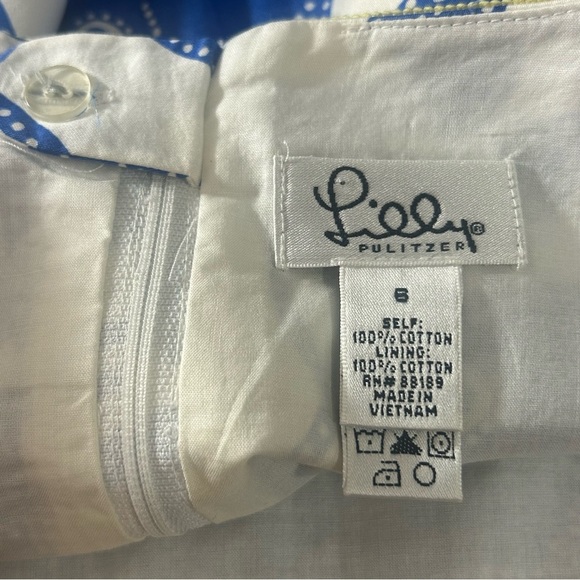 Lilly®
PULITZER
6
SELF:
100% COTTON
LINING:
100% COTTON
RN# 88189
MADE IN
VIETNAM